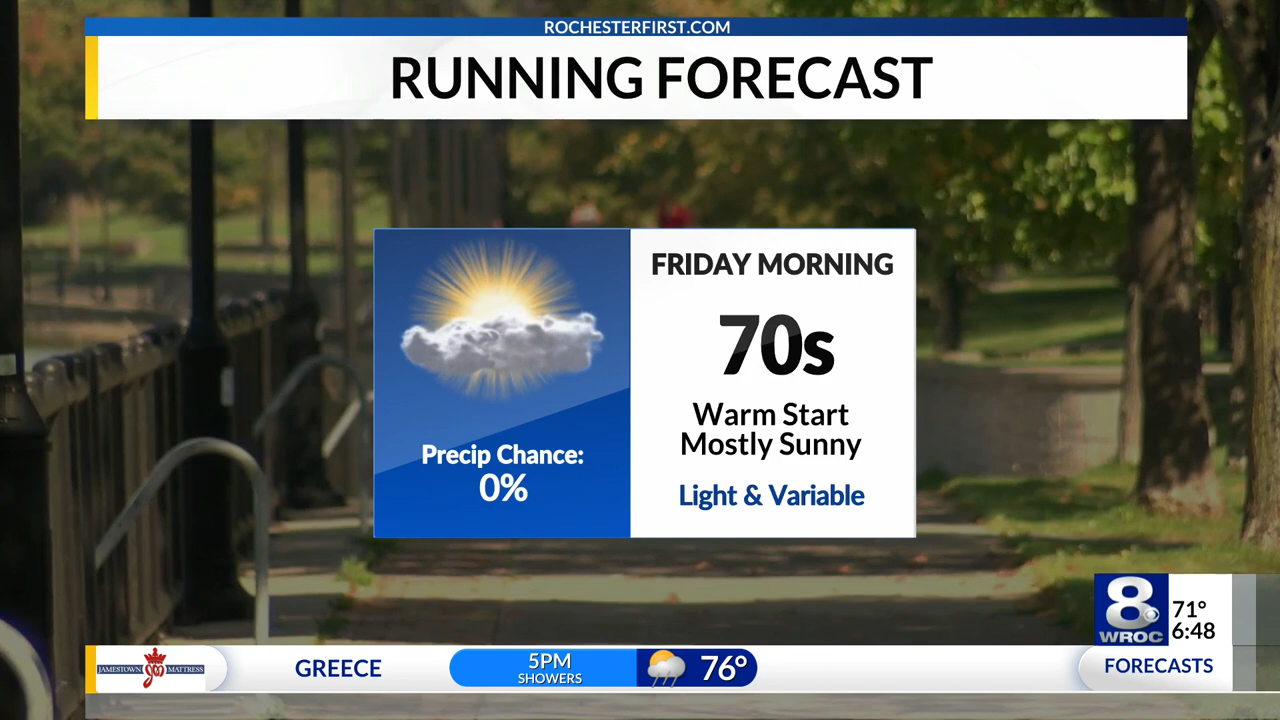 ROCHESTERFIRST.COM
RUNNING FORECAST
Precip Chance:
0%
FRIDAY MORNING
70s
Warm Start
Mostly Sunny
Light & Variable
8
WROC
71°
6:48
JAMESTOWN JM MATTRESS
GREECE
5PM
SHOWERS
76°
FORECASTS